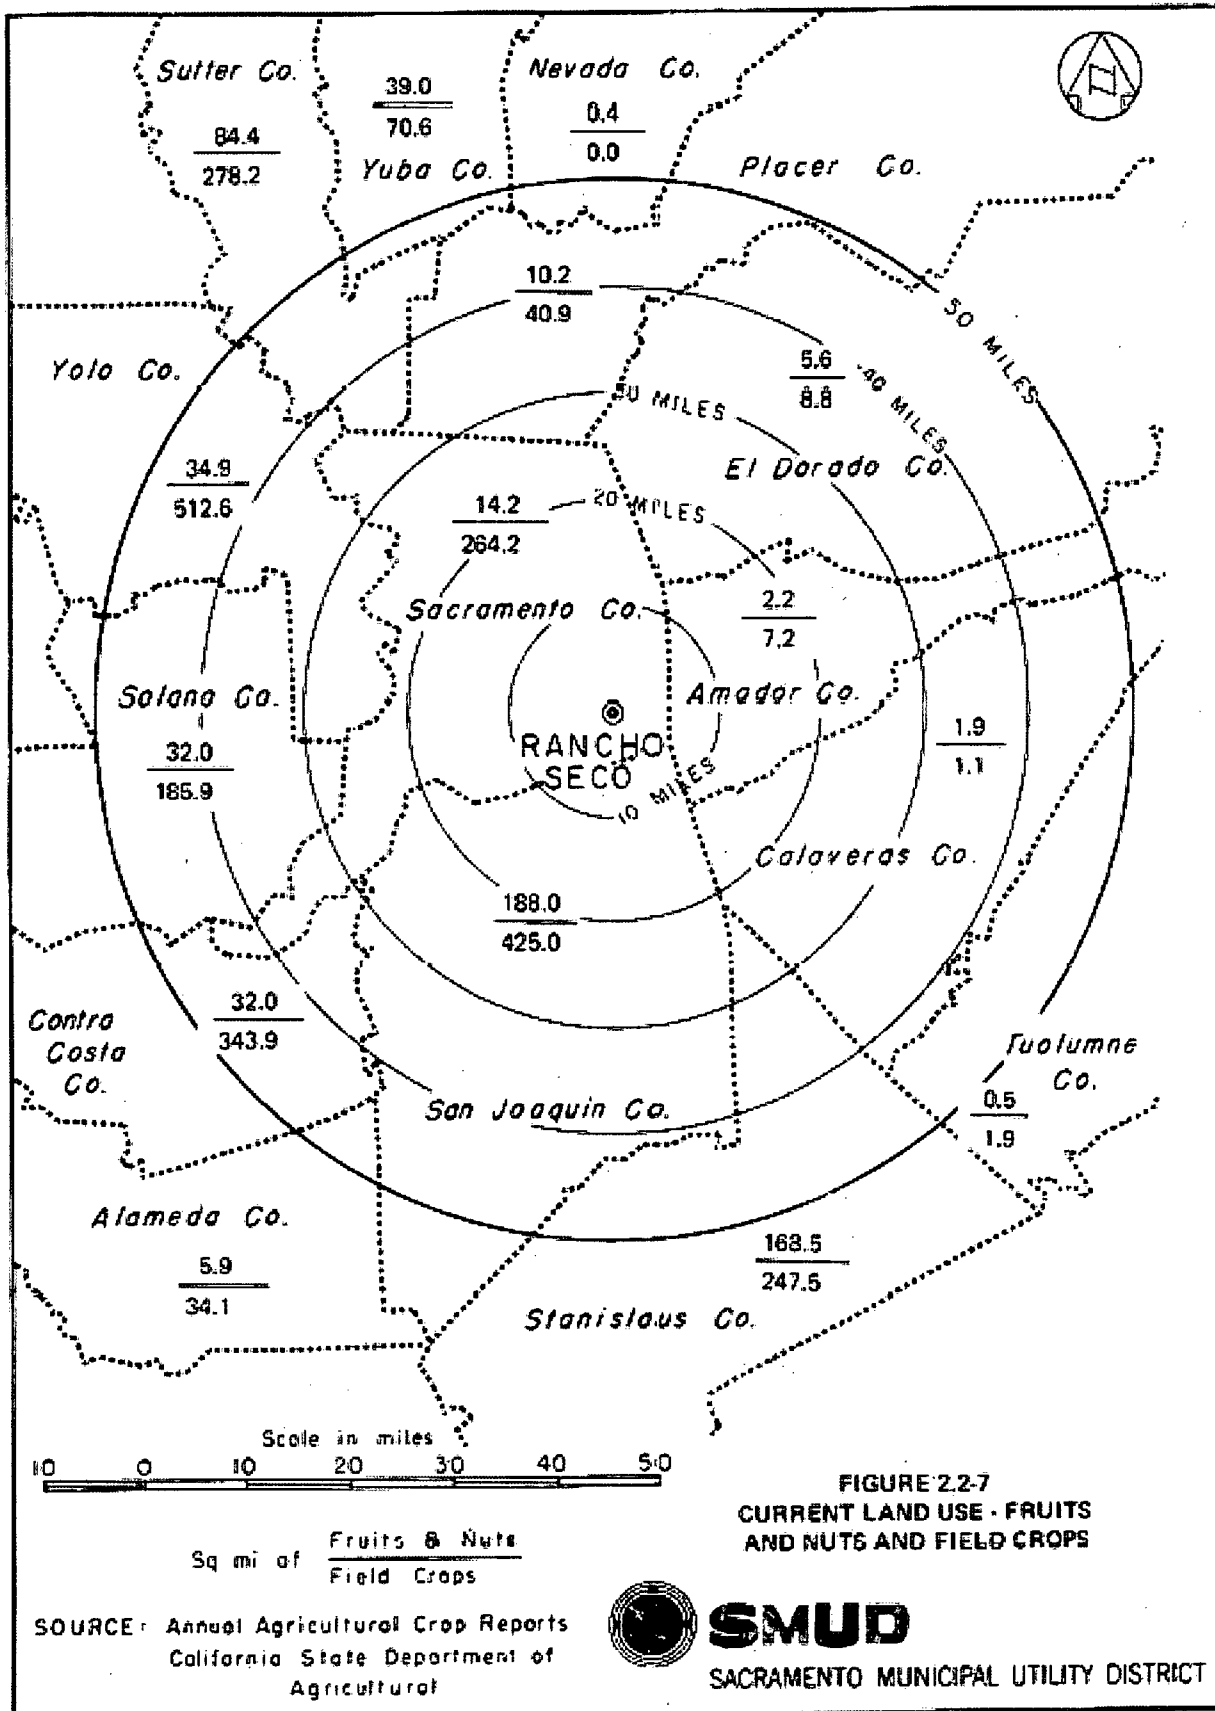 Sutter Co.
84.4
278.2
39.0
70.6
Yuba Co.
Nevada Co.
0.4
0.0
Placer Co.
10.2
40.9
50 MILES
Yolo Co.
5.6
8.8
40 MILES
30 MILES
34.9
512.6
El Dorado Co.
14.2
264.2
20 MILES
Sacramento Co.
2.2
7.2
Solano Co.
Amador Co.
32.0
185.9
RANCHO
SECO
1.9
1.1
10 MILES
Calaveras Co.
188.0
425.0
32.0
343.9
Contra
Costa
Co.
Tuolumne
Co.
0.5
1.9
San Joaquin Co.
Alameda Co.
5.9
34.1
168.5
247.5
Stanislaus Co.
Scale in miles
10 0 10 20 30 40 50
FIGURE 2.2-7
CURRENT LAND USE - FRUITS
AND NUTS AND FIELD CROPS
Sq mi of Fruits & Nuts
Field Crops
SOURCE: Annual Agricultural Crop Reports
California State Department of
Agricultural
SMUD
SACRAMENTO MUNICIPAL UTILITY DISTRICT